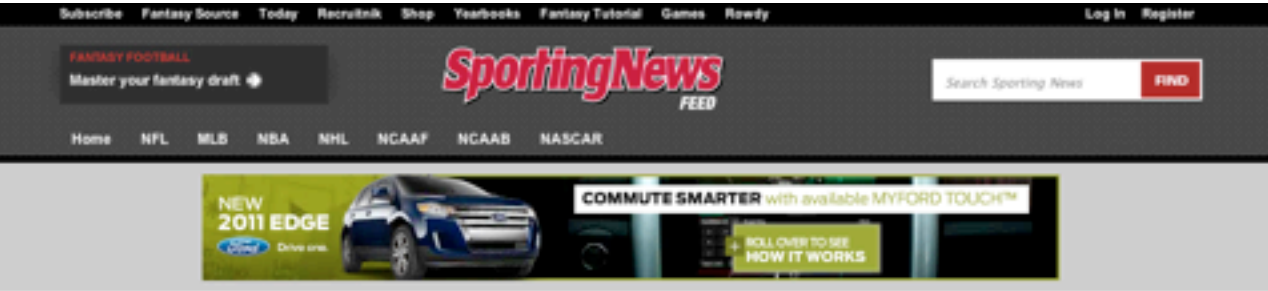 Subscribe Fantasy Source Today Recruitnik Shop Yearbooks Fantasy Tutorial Games Rowdy Log In Register
FANTASY FOOTBALL
Master your fantasy draft
SportingNews
FEED
Search Sporting News FIND
Home NFL MLB NBA NHL NCAAF NCAAB NASCAR
NEW
2011 EDGE
Ford Drive one.
COMMUTE SMARTER with available MYFORD TOUCH™
+ ROLL OVER TO SEE
HOW IT WORKS